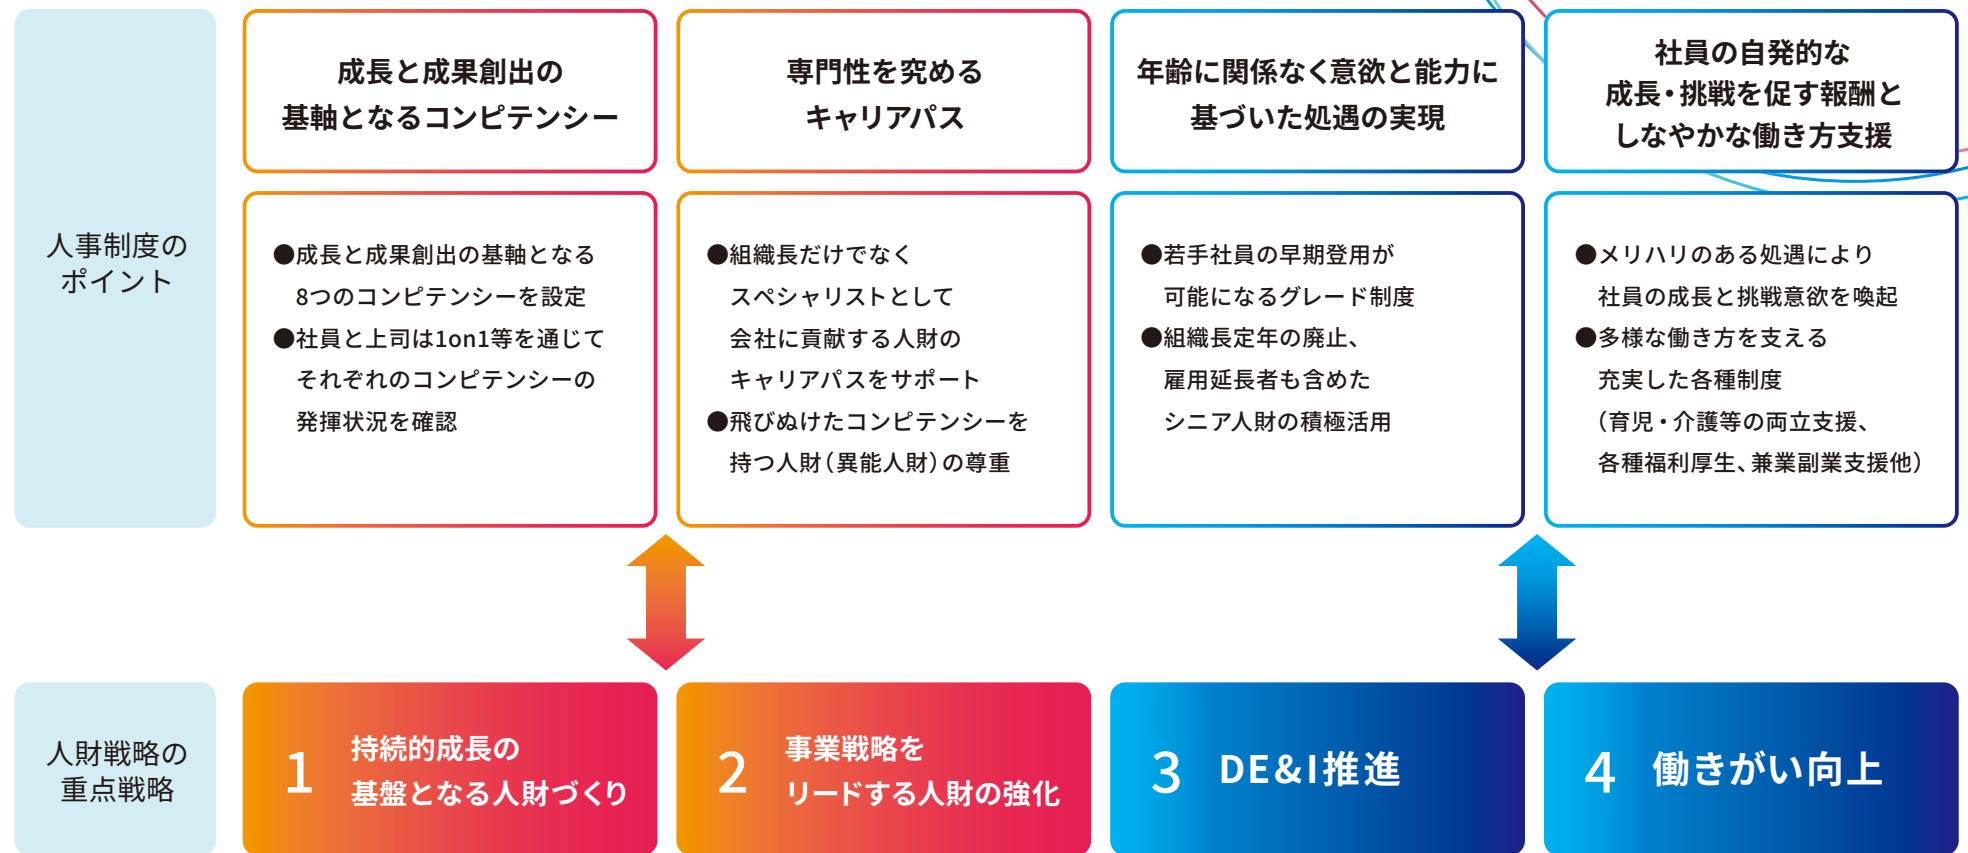 人事制度の
ポイント
成長と成果創出の
基軸となるコンピテンシー
●成長と成果創出の基軸となる
8つのコンピテンシーを設定
●社員と上司は1on1等を通じて
それぞれのコンピテンシーの
発揮状況を確認
専門性を究める
キャリアパス
●組織長だけでなく
スペシャリストとして
会社に貢献する人財の
キャリアパスをサポート
●飛びぬけたコンピテンシーを
持つ人財（異能人財）の尊重
年齢に関係なく意欲と能力に
基づいた処遇の実現
●若手社員の早期登用が
可能になるグレード制度
●組織長定年の廃止、
雇用延長者も含めた
シニア人財の積極活用
社員の自発的な
成長・挑戦を促す報酬と
しなやかな働き方支援
●メリハリのある処遇により
社員の成長と挑戦意欲を喚起
●多様な働き方を支える
充実した各種制度
（育児・介護等の両立支援、
各種福利厚生、兼業副業支援他）
人財戦略の
重点戦略
1 持続的成長の
基盤となる人財づくり
2 事業戦略を
リードする人財の強化
3 DE&I推進
4 働きがい向上